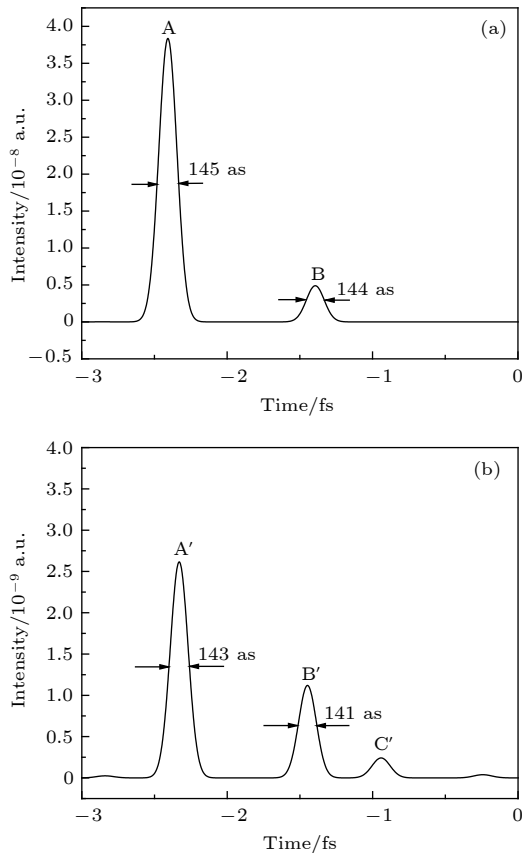 (a)
A
4.0
3.5
3.0
2.5
2.0
1.5
1.0
0.5
0
−0.5
Intensity/10⁻⁸ a.u.
145 as
B
144 as
−3 −2 −1 0
Time/fs
(b)
4.0
3.5
3.0
2.5
2.0
1.5
1.0
0.5
0
−0.5
Intensity/10⁻⁹ a.u.
A′
143 as
B′
141 as
C′
−3 −2 −1 0
Time/fs